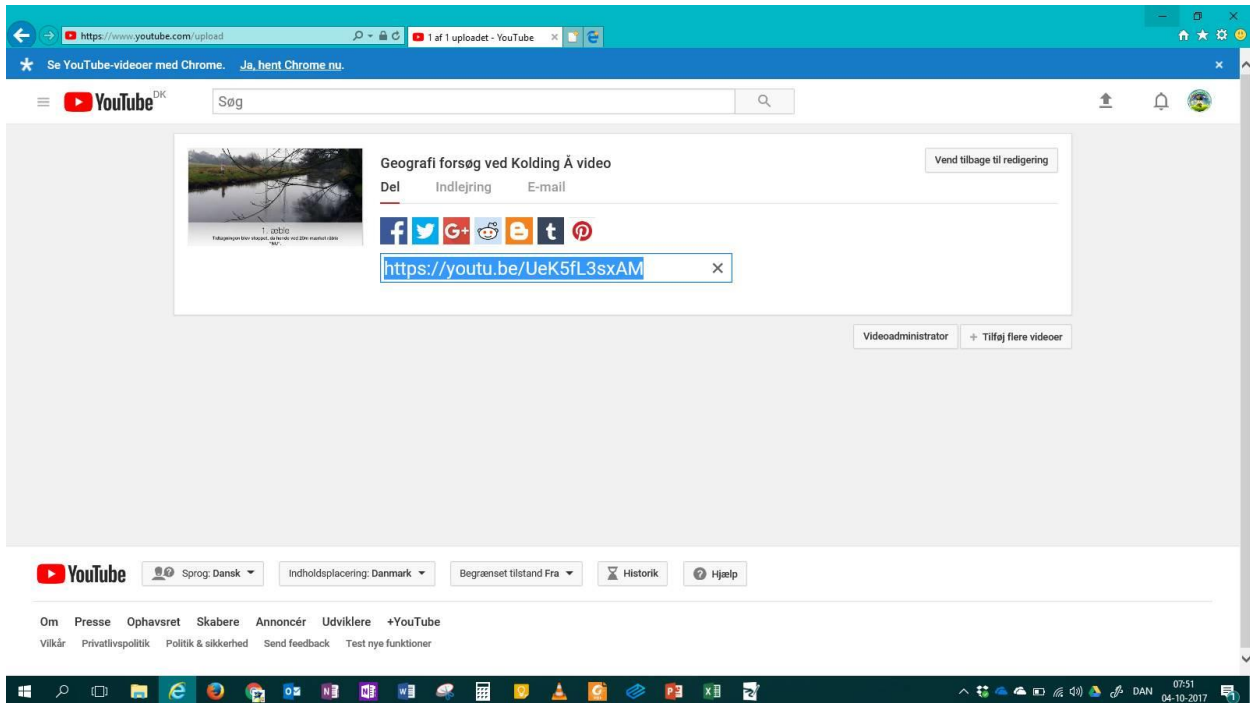 https://www.youtube.com/upload
1 af 1 uploadet - YouTube
Se YouTube-videoer med Chrome. Ja, hent Chrome nu.
YouTube DK
Søg
Geografi forsøg ved Kolding Å video
Vend tilbage til redigering
Del Indlejring E-mail
1. æble
https://youtu.be/UeK5fL3sxAM
Videoadministrator + Tilføj flere videoer
YouTube Sprog: Dansk Indholdsplacering: Danmark Begrænset tilstand Fra Historik Hjælp
Om Presse Ophavsret Skabere Annoncér Udviklere +YouTube
Vilkår Privatlivspolitik Politik & sikkerhed Send feedback Test nye funktioner
DAN
07:51
04-10-2017